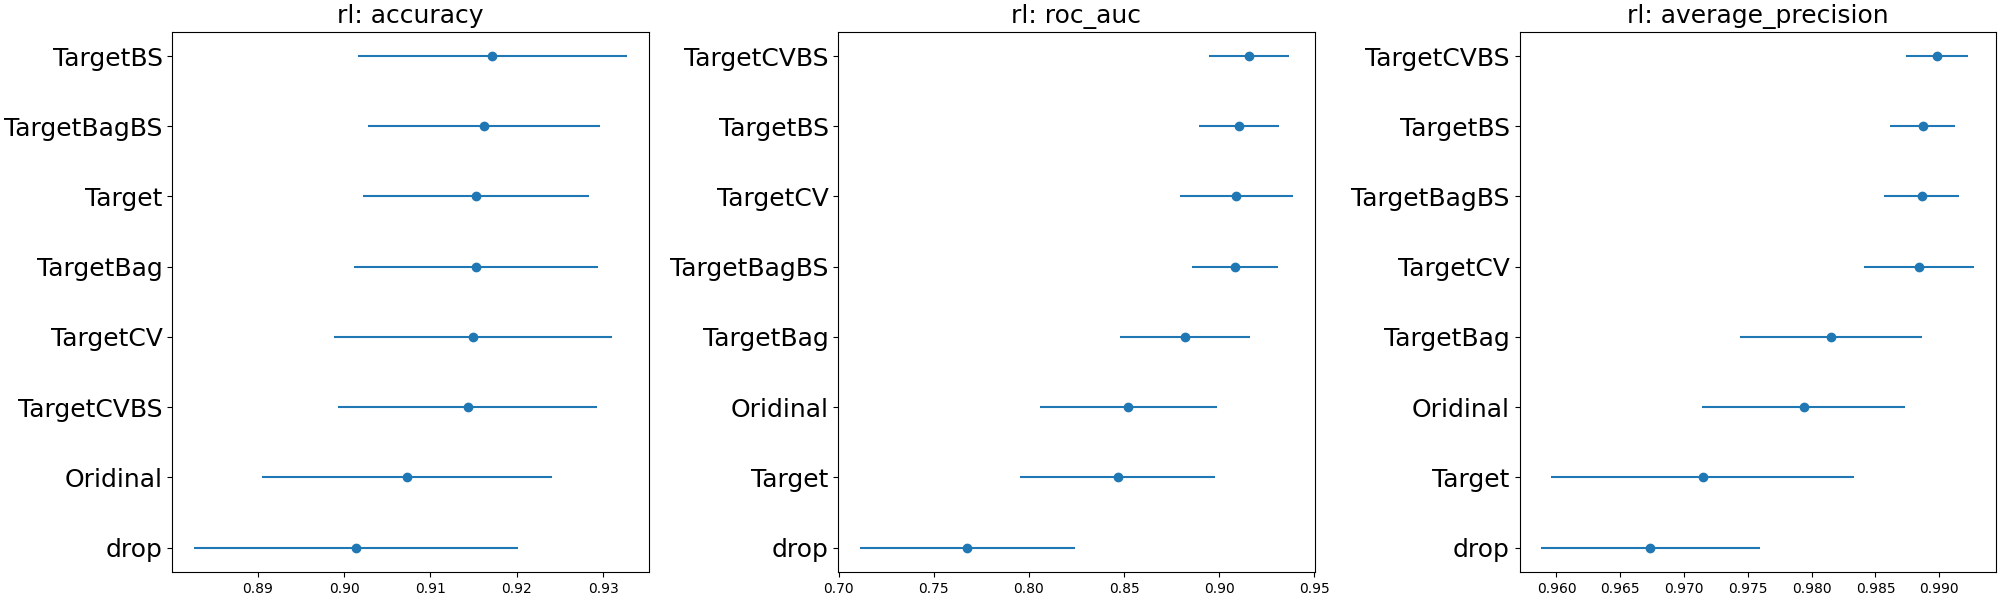 rl: accuracy
TargetBS
TargetBagBS
Target
TargetBag
TargetCV
TargetCVBS
Oridinal
drop
0.89 0.90 0.91 0.92 0.93
rl: roc_auc
TargetCVBS
TargetBS
TargetCV
TargetBagBS
TargetBag
Oridinal
Target
drop
0.70 0.75 0.80 0.85 0.90 0.95
rl: average_precision
TargetCVBS
TargetBS
TargetBagBS
TargetCV
TargetBag
Oridinal
Target
drop
0.960 0.965 0.970 0.975 0.980 0.985 0.990